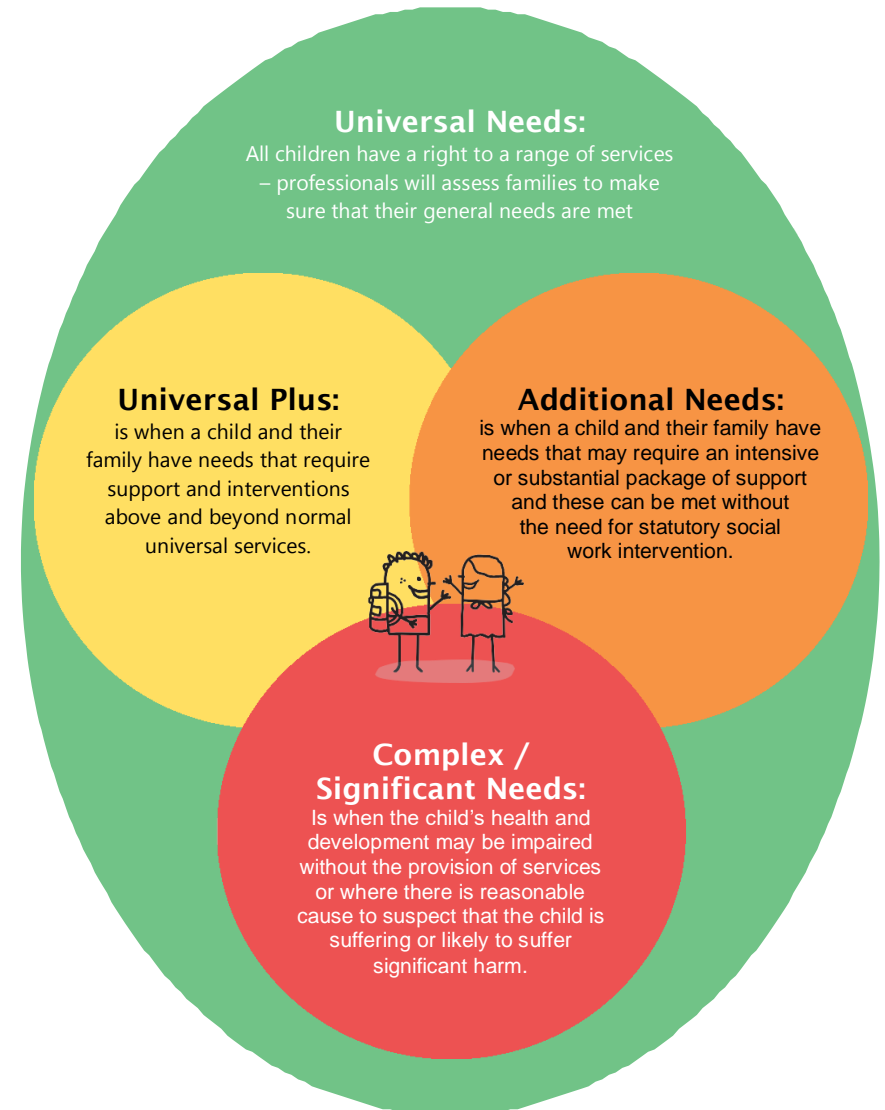 Universal Needs:
All children have a right to a range of services
– professionals will assess families to make
sure that their general needs are met
Universal Plus:
is when a child and their
family have needs that require
support and interventions
above and beyond normal
universal services.
Additional Needs:
is when a child and their family have
needs that may require an intensive
or substantial package of support
and these can be met without
the need for statutory social
work intervention.
Complex /
Significant Needs:
Is when the child’s health and
development may be impaired
without the provision of services
or where there is reasonable
cause to suspect that the child is
suffering or likely to suffer
significant harm.